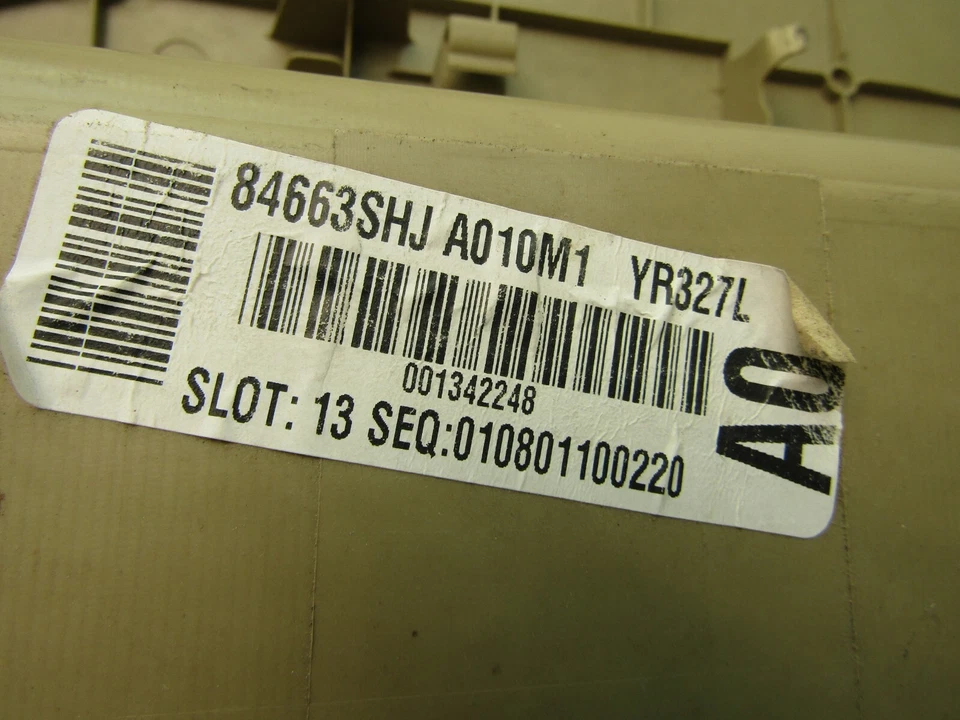 84663SHJ A010M1 YR327L
001342248
SLOT: 13 SEQ:010801100220
A0